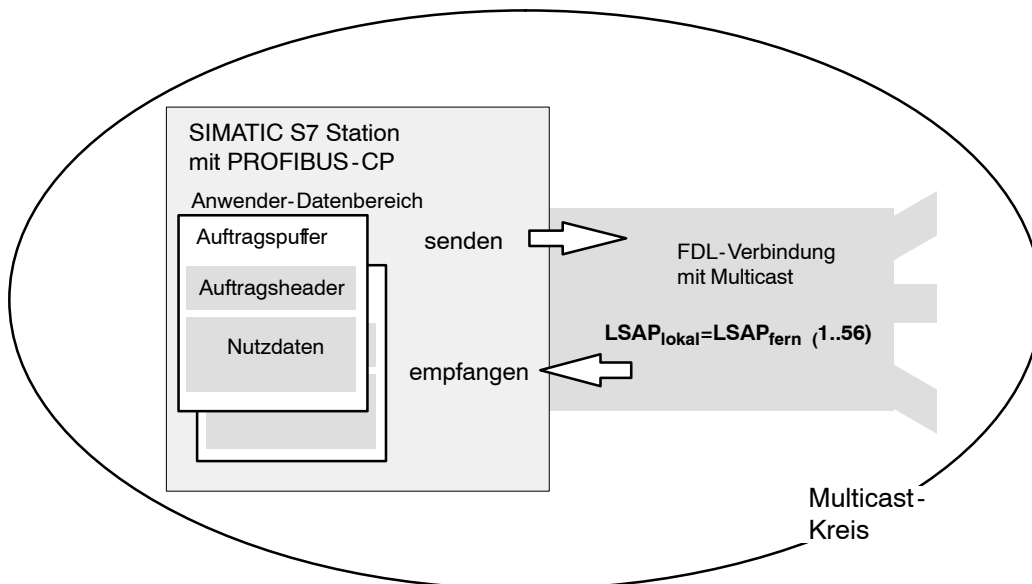 SIMATIC S7 Station
mit PROFIBUS-CP
Anwender-Datenbereich
Auftragspuffer
Auftragsheader
Nutzdaten
senden
empfangen
FDL-Verbindung
mit Multicast
LSAPlokal=LSAPfern (1..56)
Multicast-
Kreis